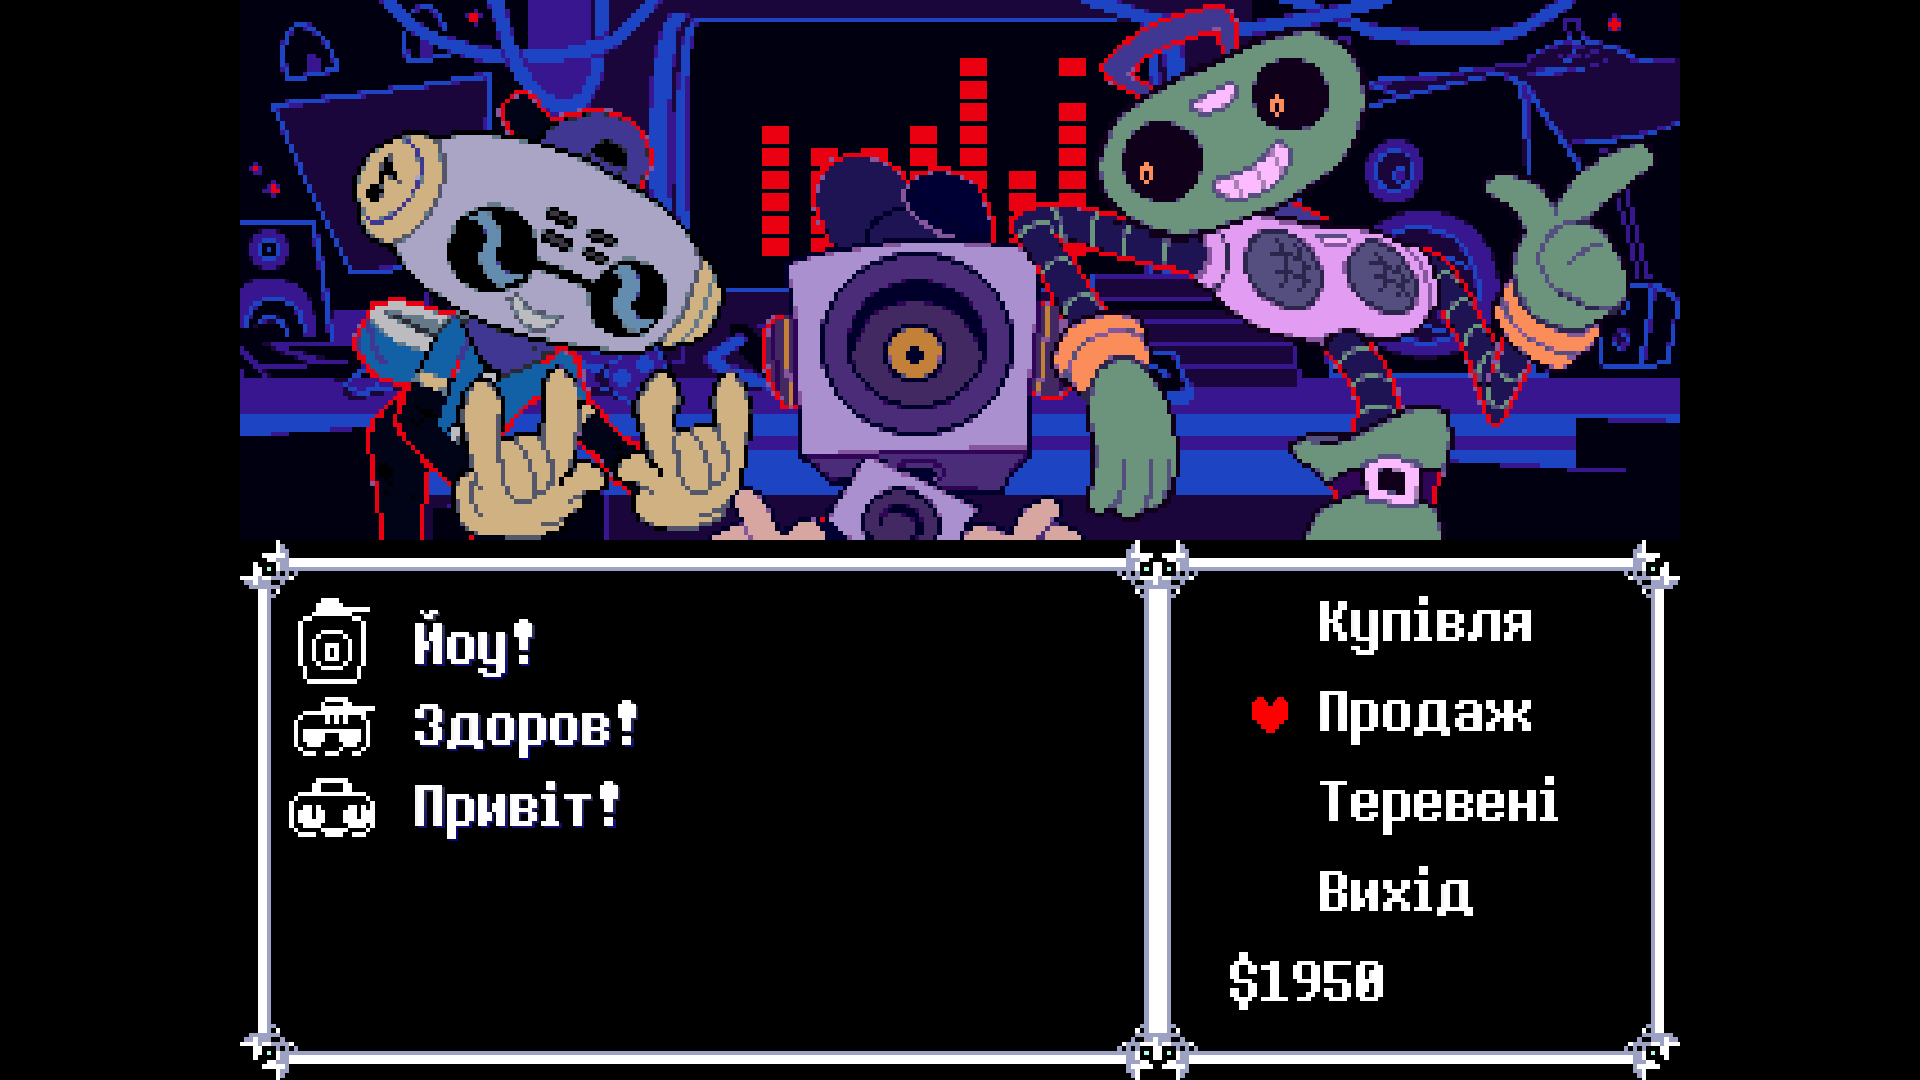 Йоу!
Здоров!
Привіт!
Купівля
Продаж
Теревені
Вихід
$1950